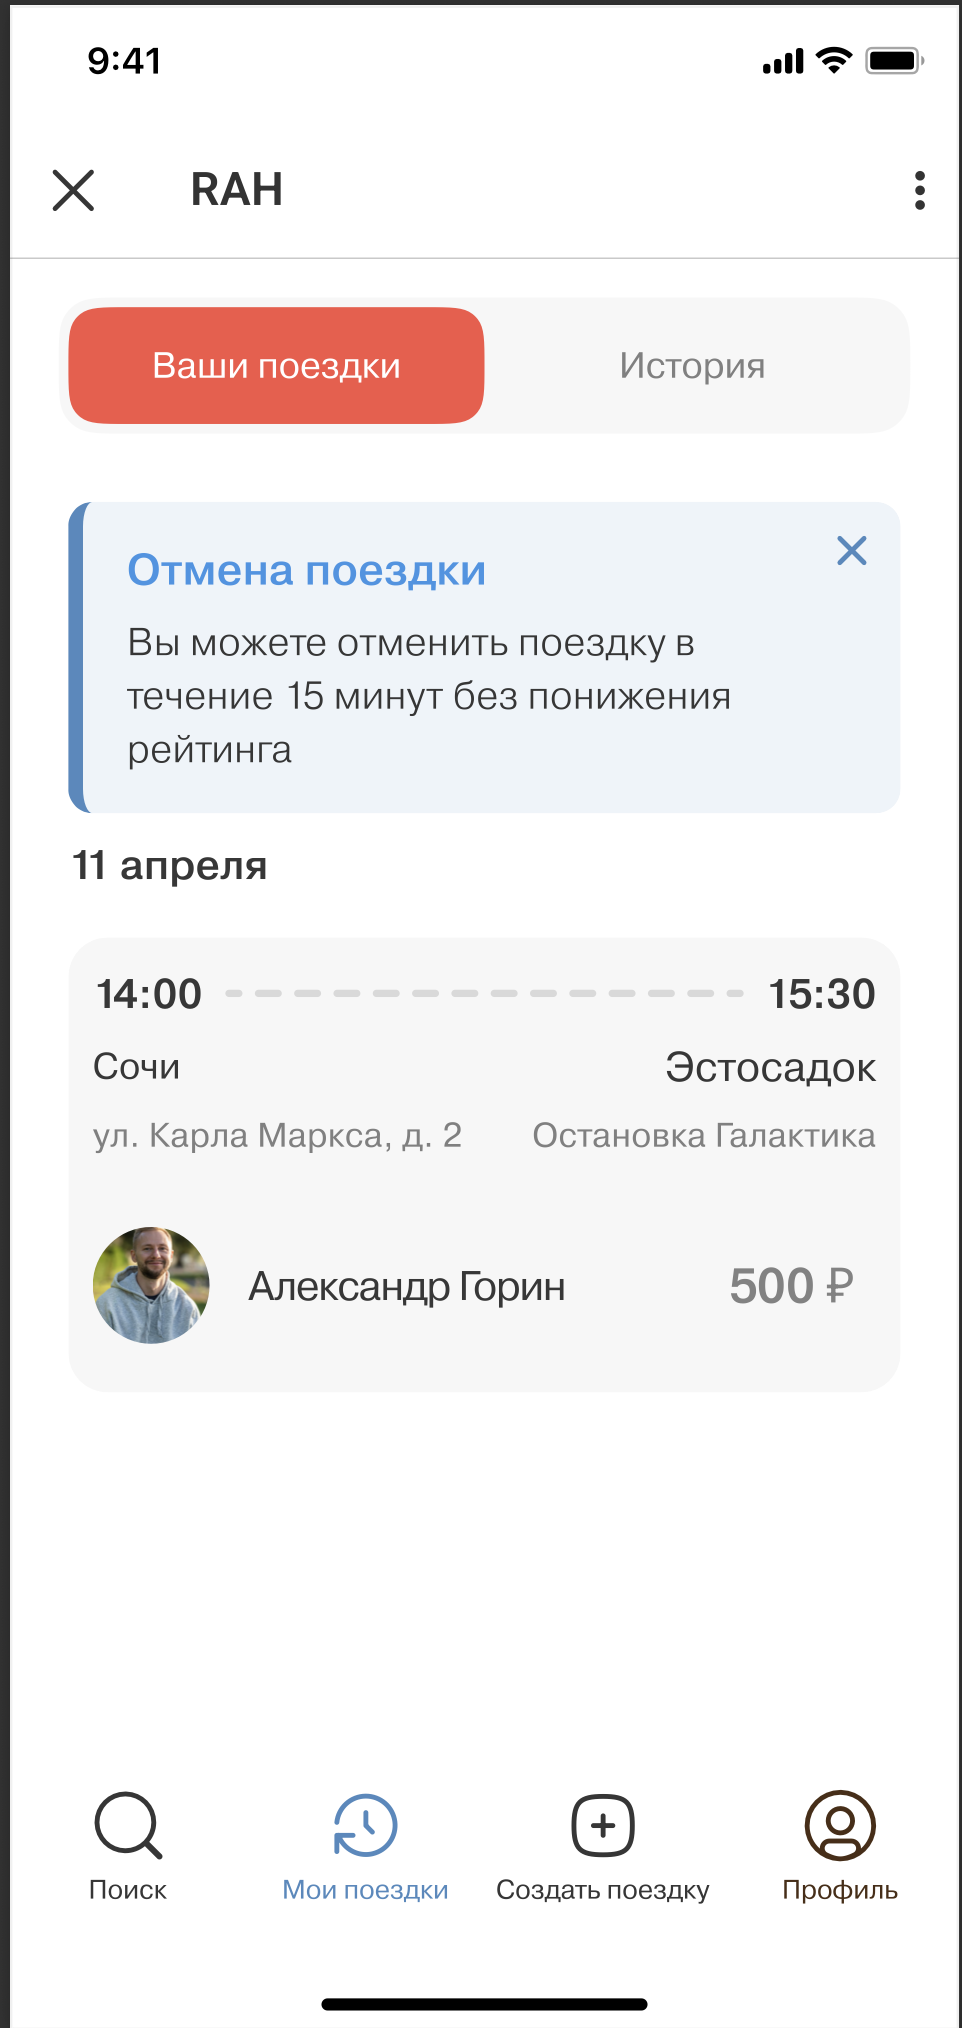 9:41
RAH
Ваши поездки
История
Отмена поездки
Вы можете отменить поездку в
течение 15 минут без понижения
рейтинга
11 апреля
14:00 15:30
Сочи Эстосадок
ул. Карла Маркса, д. 2 Остановка Галактика
Александр Горин 500 ₽
Поиск Мои поездки Создать поездку Профиль